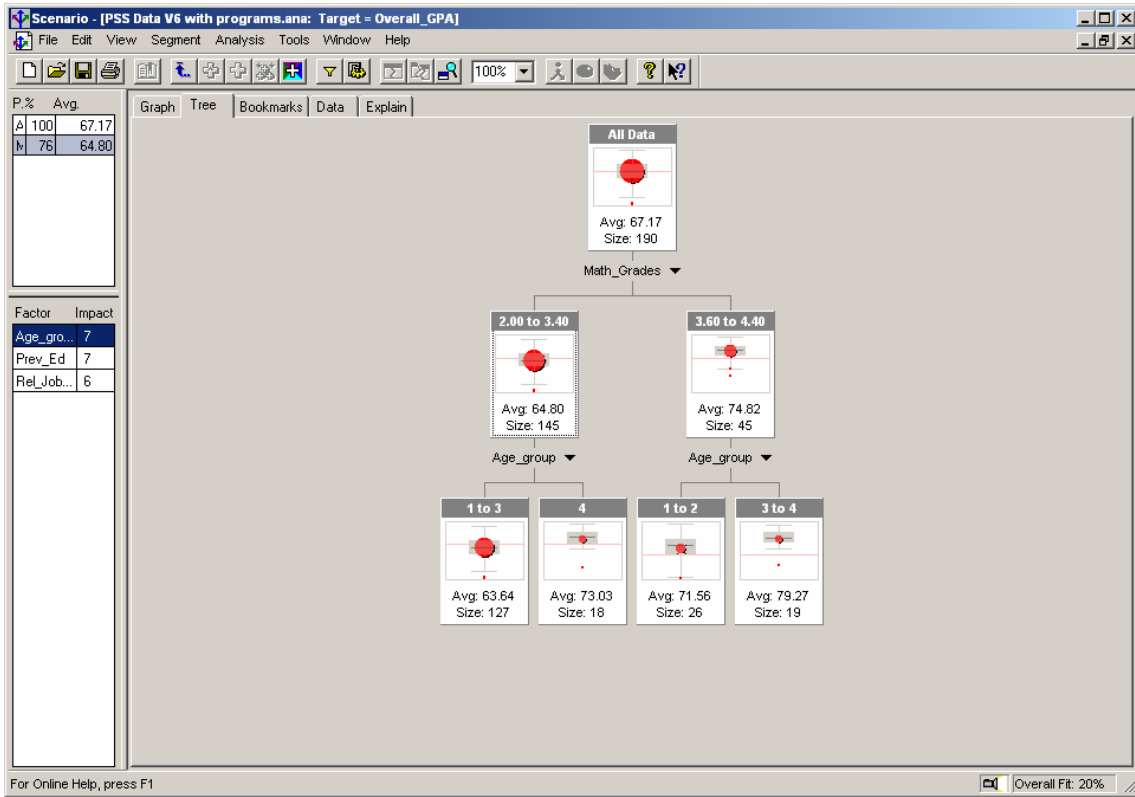 Scenario - [PSS Data V6 with programs.ana: Target = Overall_GPA]
File Edit View Segment Analysis Tools Window Help
100%
P.% Avg.
A 100 67.17
M 76 64.80
Factor Impact
Age_gro... 7
Prev_Ed 7
Rel_Job... 6
Graph Tree Bookmarks Data Explain
All Data
Avg: 67.17
Size: 190
Math_Grades
2.00 to 3.40
Avg: 64.80
Size: 145
3.60 to 4.40
Avg: 74.82
Size: 45
Age_group
Age_group
1 to 3
Avg: 63.64
Size: 127
4
Avg: 73.03
Size: 18
1 to 2
Avg: 71.56
Size: 26
3 to 4
Avg: 79.27
Size: 19
For Online Help, press F1
Overall Fit: 20%